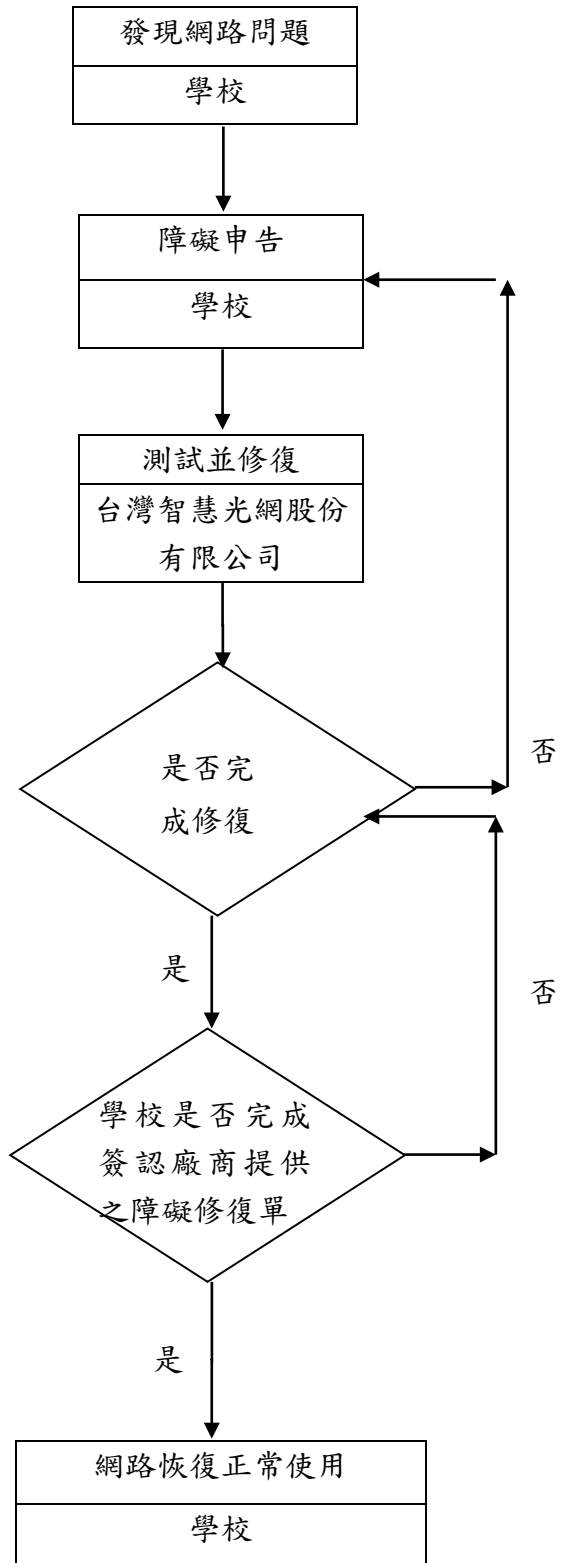 發現網路問題
學校
障礙申告
學校
測試並修復
台灣智慧光網股份
有限公司
是否完
成修復
否
是
否
學校是否完成
簽認廠商提供
之障礙修復單
是
網路恢復正常使用
學校